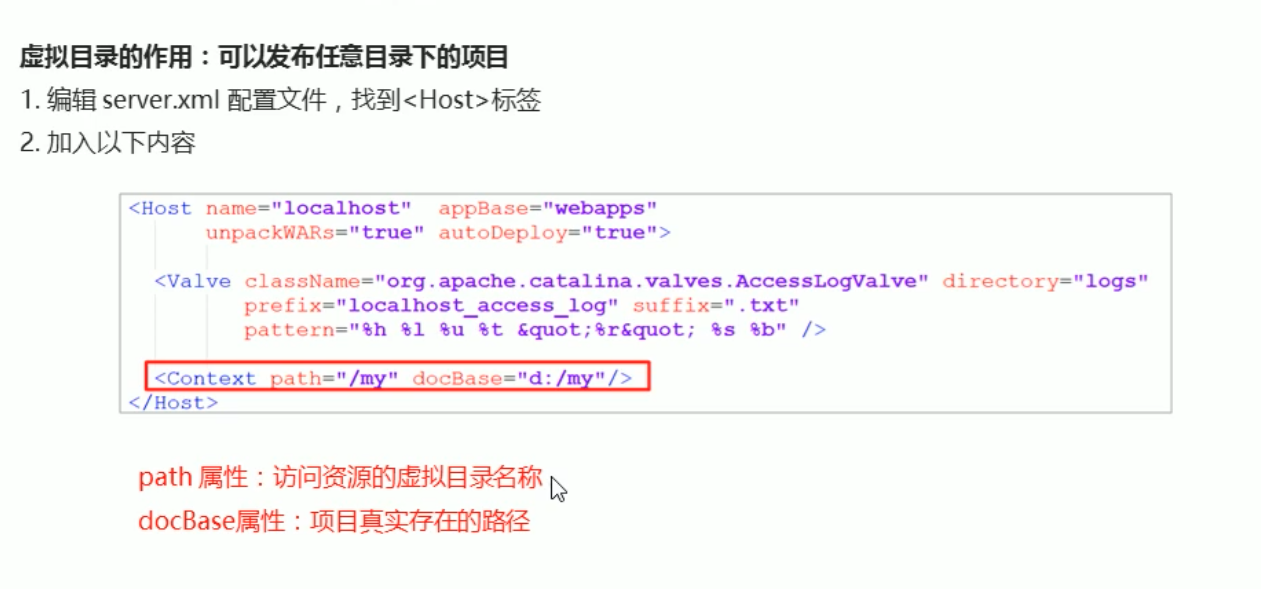 虚拟目录的作用：可以发布任意目录下的项目
1. 编辑 server.xml 配置文件，找到<Host>标签
2. 加入以下内容
<Host name="localhost"  appBase="webapps"
      unpackWARs="true" autoDeploy="true">
  <Valve className="org.apache.catalina.valves.AccessLogValve" directory="logs"
         prefix="localhost_access_log" suffix=".txt"
         pattern="%h %l %u %t &quot;%r&quot; %s %b" />
  <Context path="/my" docBase="d:/my"/>
</Host>
path 属性：访问资源的虚拟目录名称
docBase属性：项目真实存在的路径